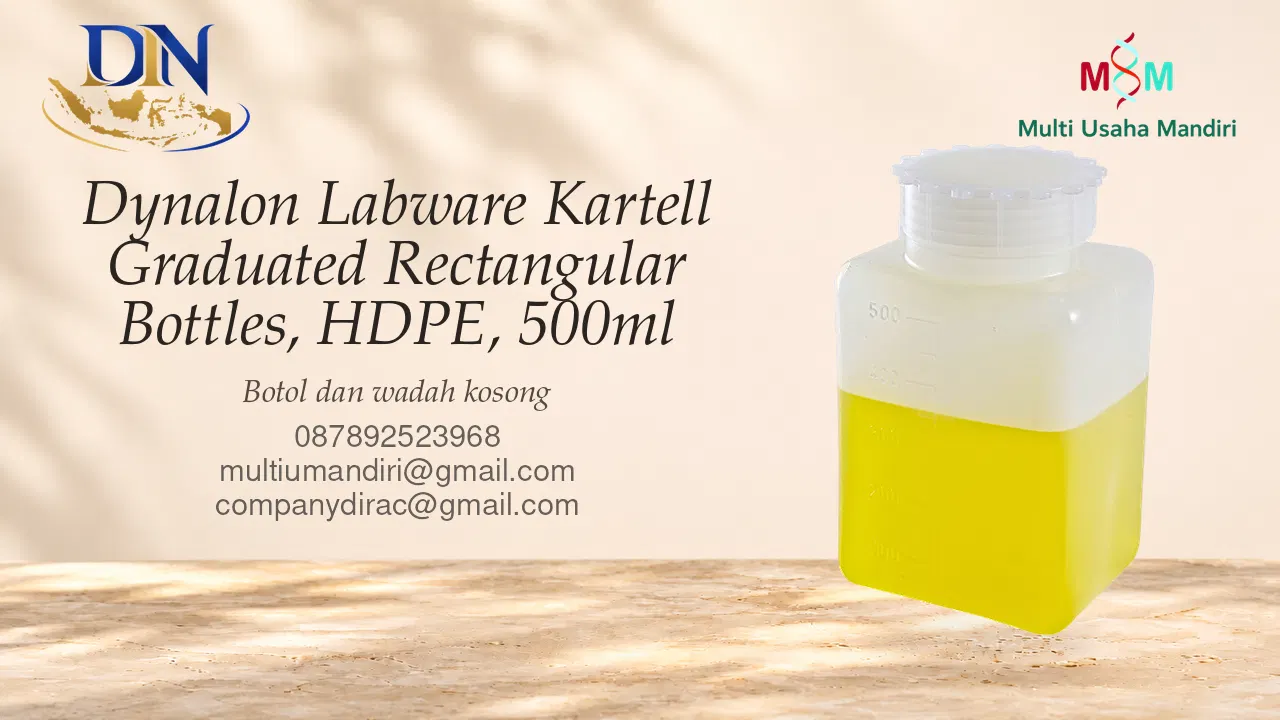 DN
M M
Multi Usaha Mandiri
Dynalon Labware Kartell
Graduated Rectangular
Bottles, HDPE, 500ml
Botol dan wadah kosong
087892523968
multiumandiri@gmail.com
companydirac@gmail.com
500